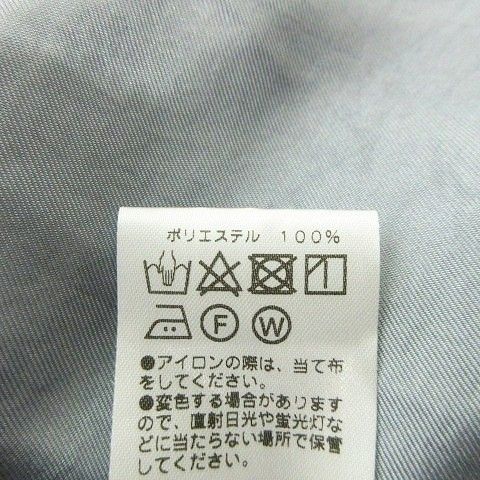 ポリエステル 100%
F W
●アイロンの際は、当て布
をしてください。
●変色する場合があります
ので、直射日光や蛍光灯な
どに当たらない場所で保管
してください。